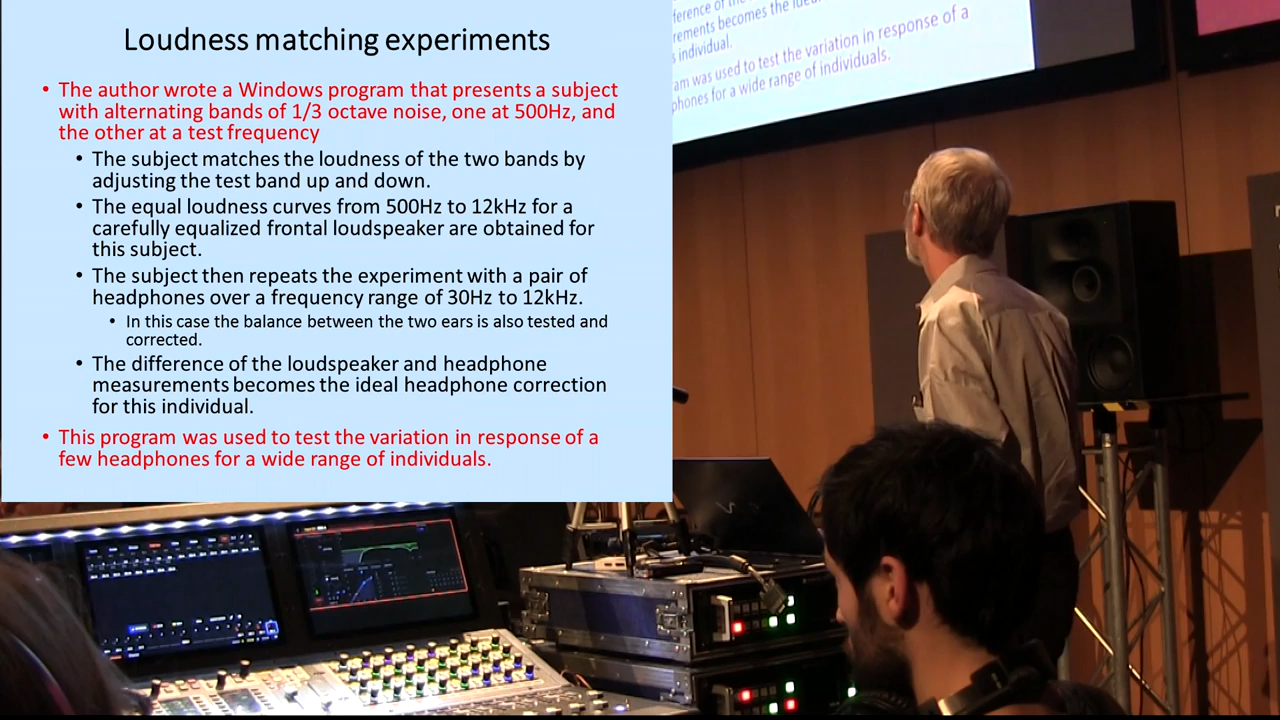 Loudness matching experiments
• The author wrote a Windows program that presents a subject
with alternating bands of 1/3 octave noise, one at 500Hz, and
the other at a test frequency
• The subject matches the loudness of the two bands by
adjusting the test band up and down.
• The equal loudness curves from 500Hz to 12kHz for a
carefully equalized frontal loudspeaker are obtained for
this subject.
• The subject then repeats the experiment with a pair of
headphones over a frequency range of 30Hz to 12kHz.
• In this case the balance between the two ears is also tested and
corrected.
• The difference of the loudspeaker and headphone
measurements becomes the ideal headphone correction
for this individual.
• This program was used to test the variation in response of a
few headphones for a wide range of individuals.
ference of the
rements becomes the ideal
individual.
am was used to test the variation in response of a
phones for a wide range of individuals.